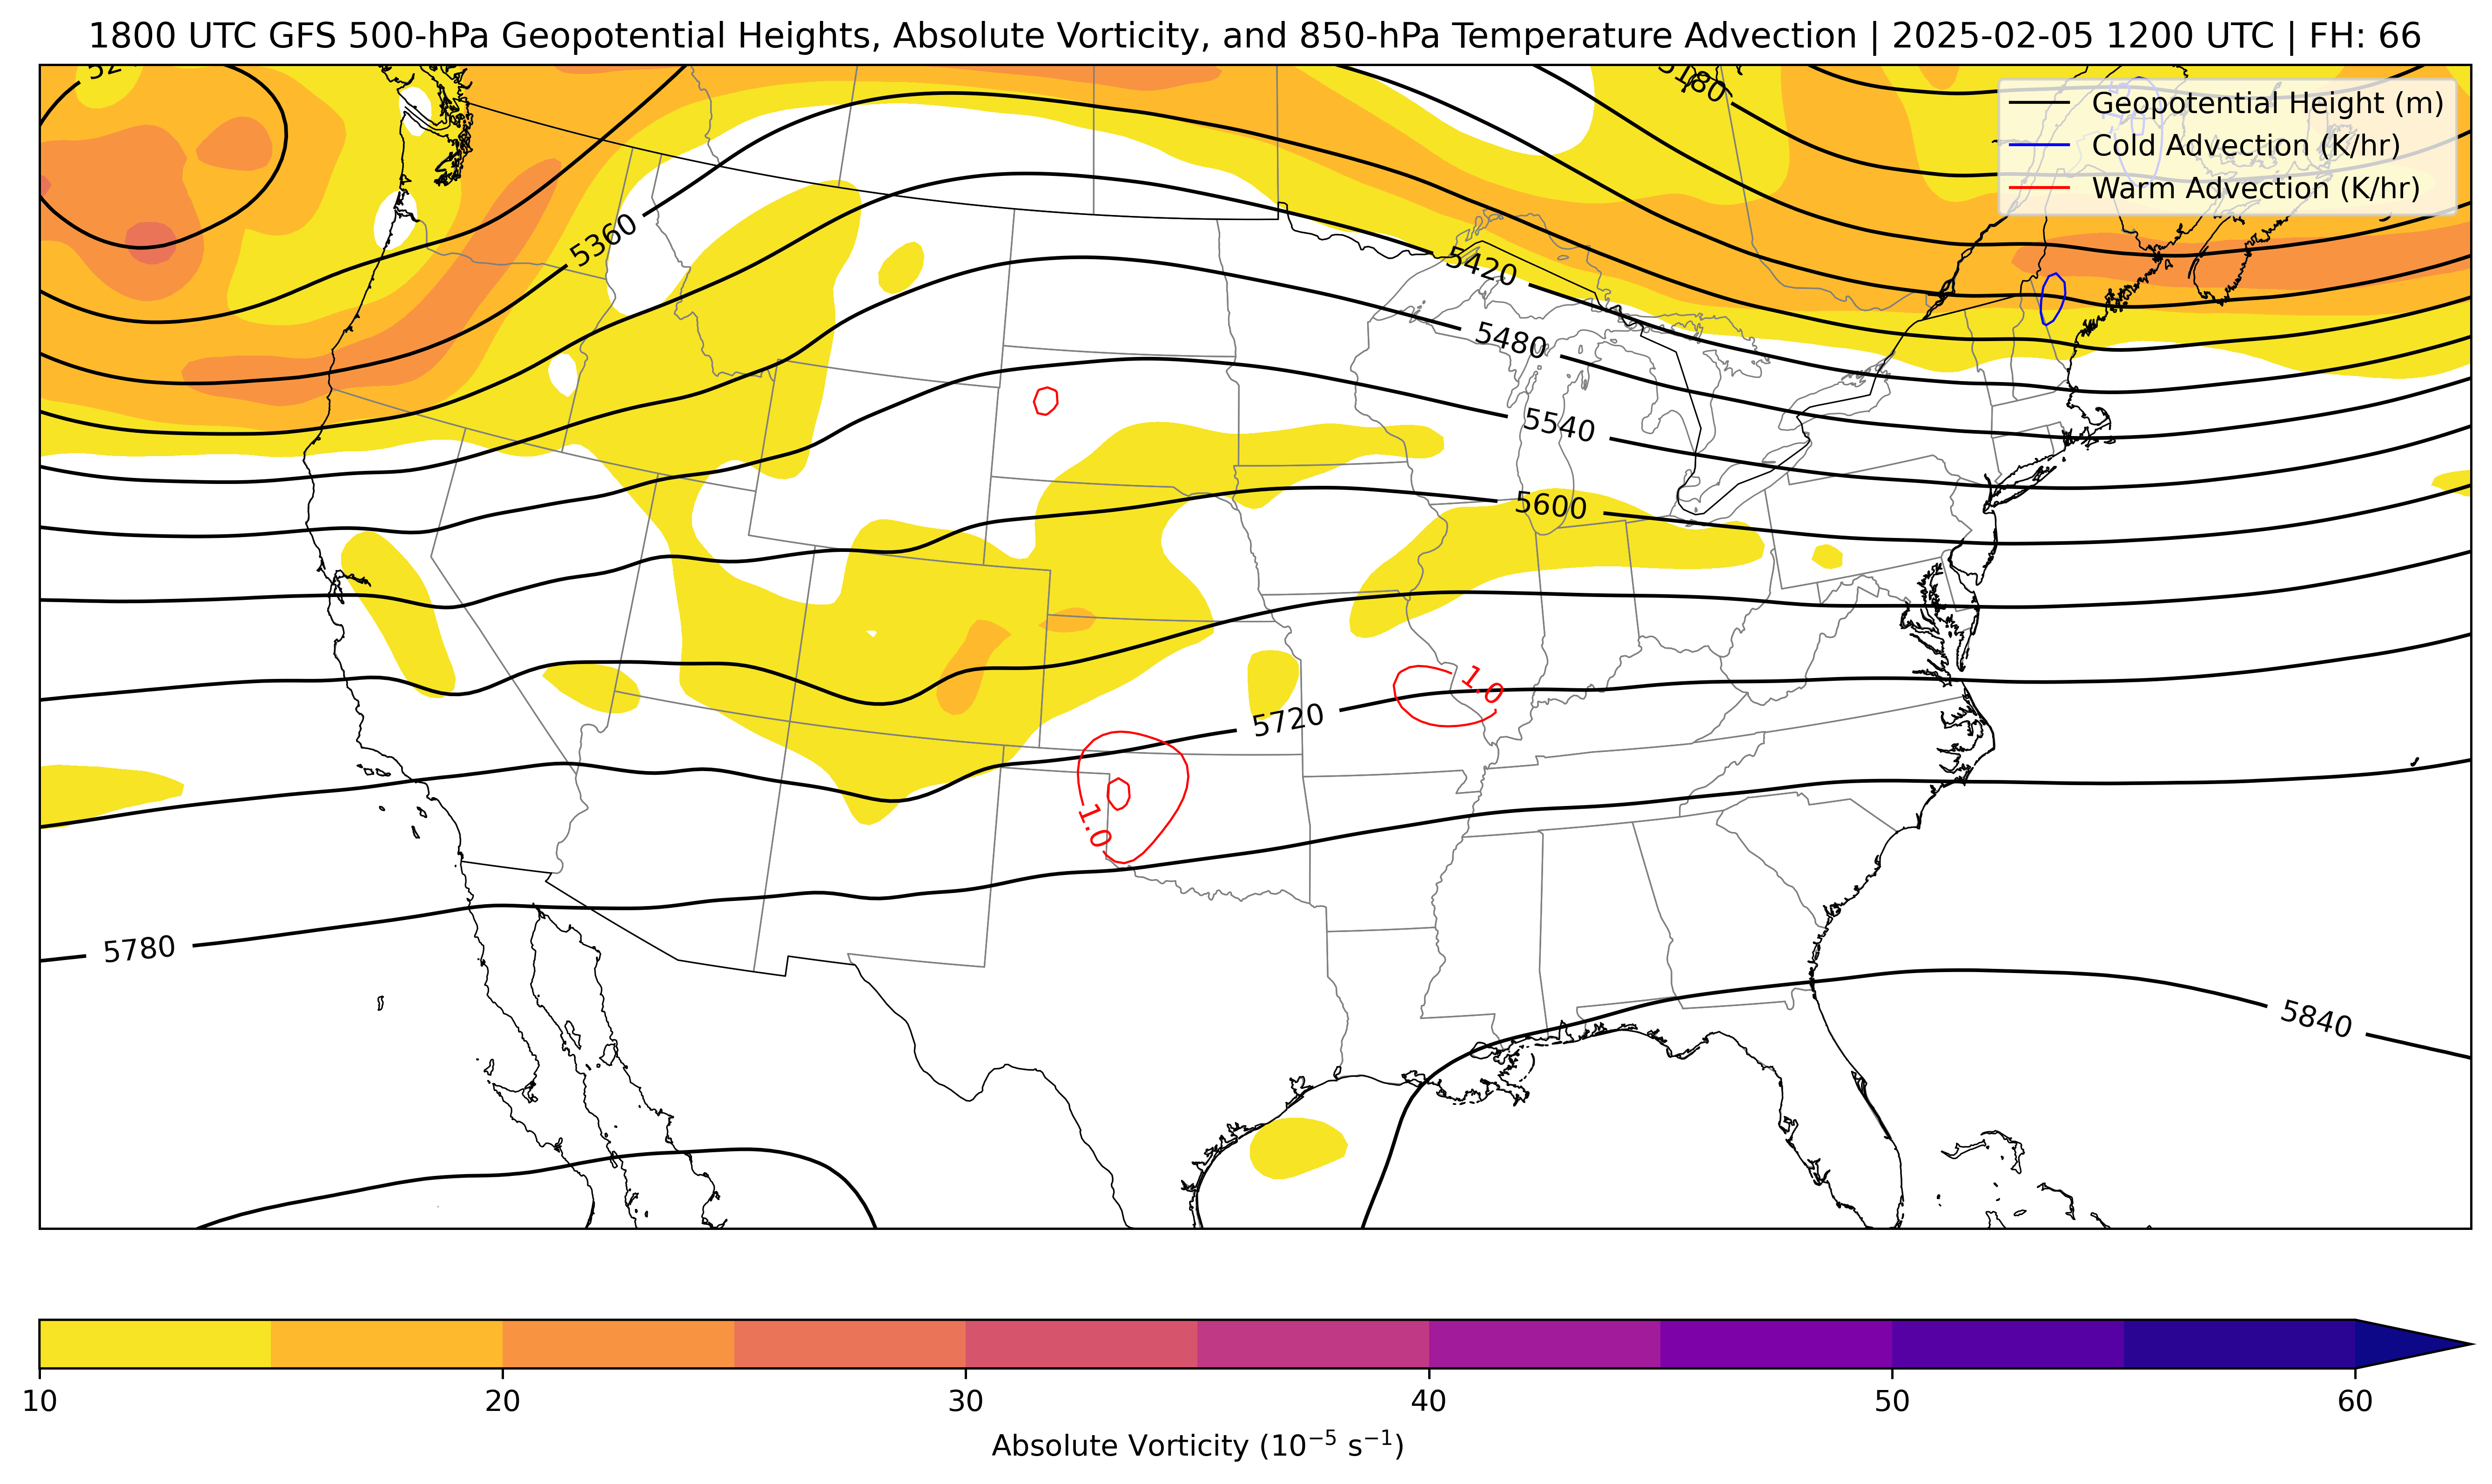 1800 UTC GFS 500-hPa Geopotential Heights, Absolute Vorticity, and 850-hPa Temperature Advection | 2025-02-05 1200 UTC | FH: 66
5180
Geopotential Height (m)
Cold Advection (K/hr)
Warm Advection (K/hr)
5360
5420
5480
5540
5600
1.0
5720
1.0
5780
5840
10 20 30 40 50 60
Absolute Vorticity (10⁻⁵ s⁻¹)